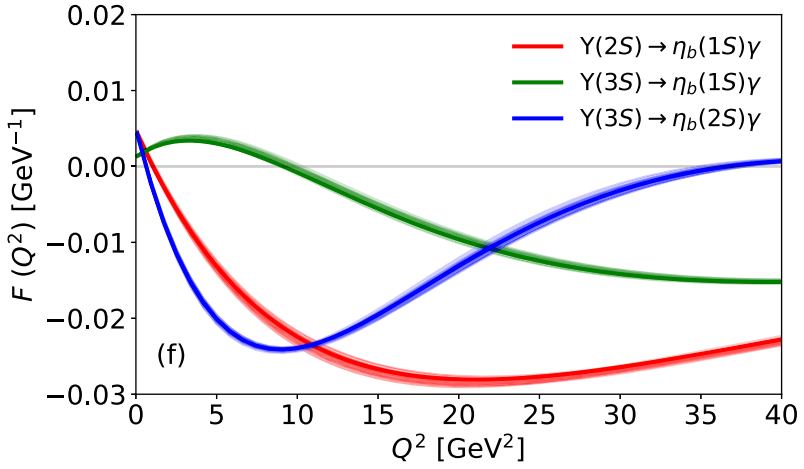 0.02
0.01
0.00
−0.01
−0.02
−0.03
F (Q²) [GeV⁻¹]
Υ(2S) → η_b(1S)γ
Υ(3S) → η_b(1S)γ
Υ(3S) → η_b(2S)γ
(f)
0 5 10 15 20 25 30 35 40
Q² [GeV²]